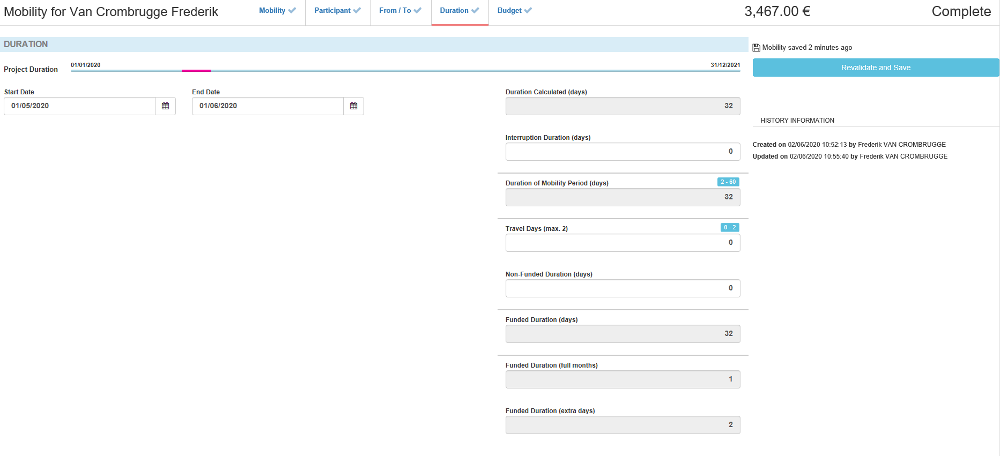 Mobility for Van Crombrugge Frederik
Mobility
Participant
From / To
Duration
Budget
3,467.00 €
Complete
DURATION
Mobility saved 2 minutes ago
Project Duration
01/01/2020
31/12/2021
Revalidate and Save
Start Date
01/05/2020
End Date
01/06/2020
Duration Calculated (days)
32
HISTORY INFORMATION
Interruption Duration (days)
0
Created on 02/06/2020 10:52:13 by Frederik VAN CROMBRUGGE
Updated on 02/06/2020 10:55:40 by Frederik VAN CROMBRUGGE
Duration of Mobility Period (days)
2 - 60
32
Travel Days (max. 2)
0 - 2
0
Non-Funded Duration (days)
0
Funded Duration (days)
32
Funded Duration (full months)
1
Funded Duration (extra days)
2